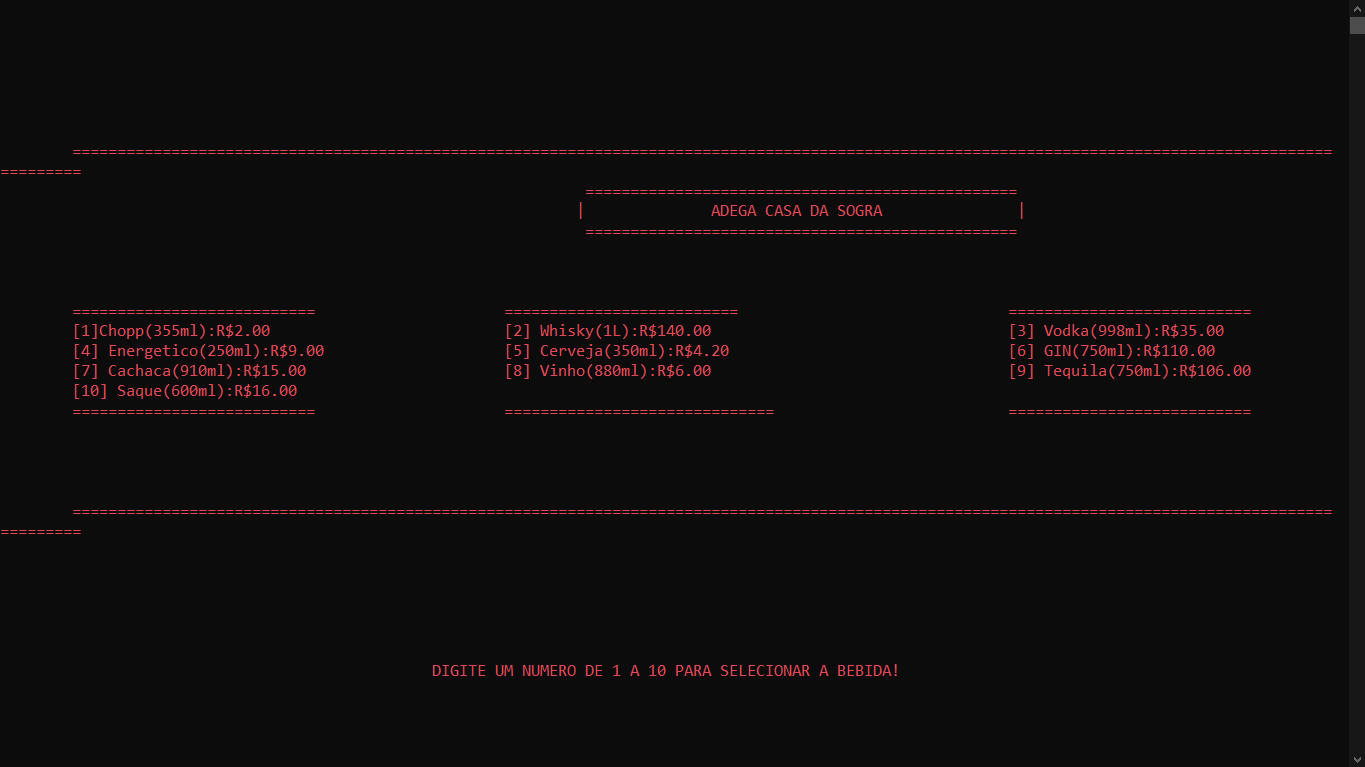 ============================================================================================================================================
=========
================================================
| ADEGA CASA DA SOGRA |
================================================
=========================== ========================== ===========================
[1]Chopp(355ml):R$2.00 [2] Whisky(1L):R$140.00 [3] Vodka(998ml):R$35.00
[4] Energetico(250ml):R$9.00 [5] Cerveja(350ml):R$4.20 [6] GIN(750ml):R$110.00
[7] Cachaca(910ml):R$15.00 [8] Vinho(880ml):R$6.00 [9] Tequila(750ml):R$106.00
[10] Saque(600ml):R$16.00
=========================== ============================== ===========================
============================================================================================================================================
=========
DIGITE UM NUMERO DE 1 A 10 PARA SELECIONAR A BEBIDA!